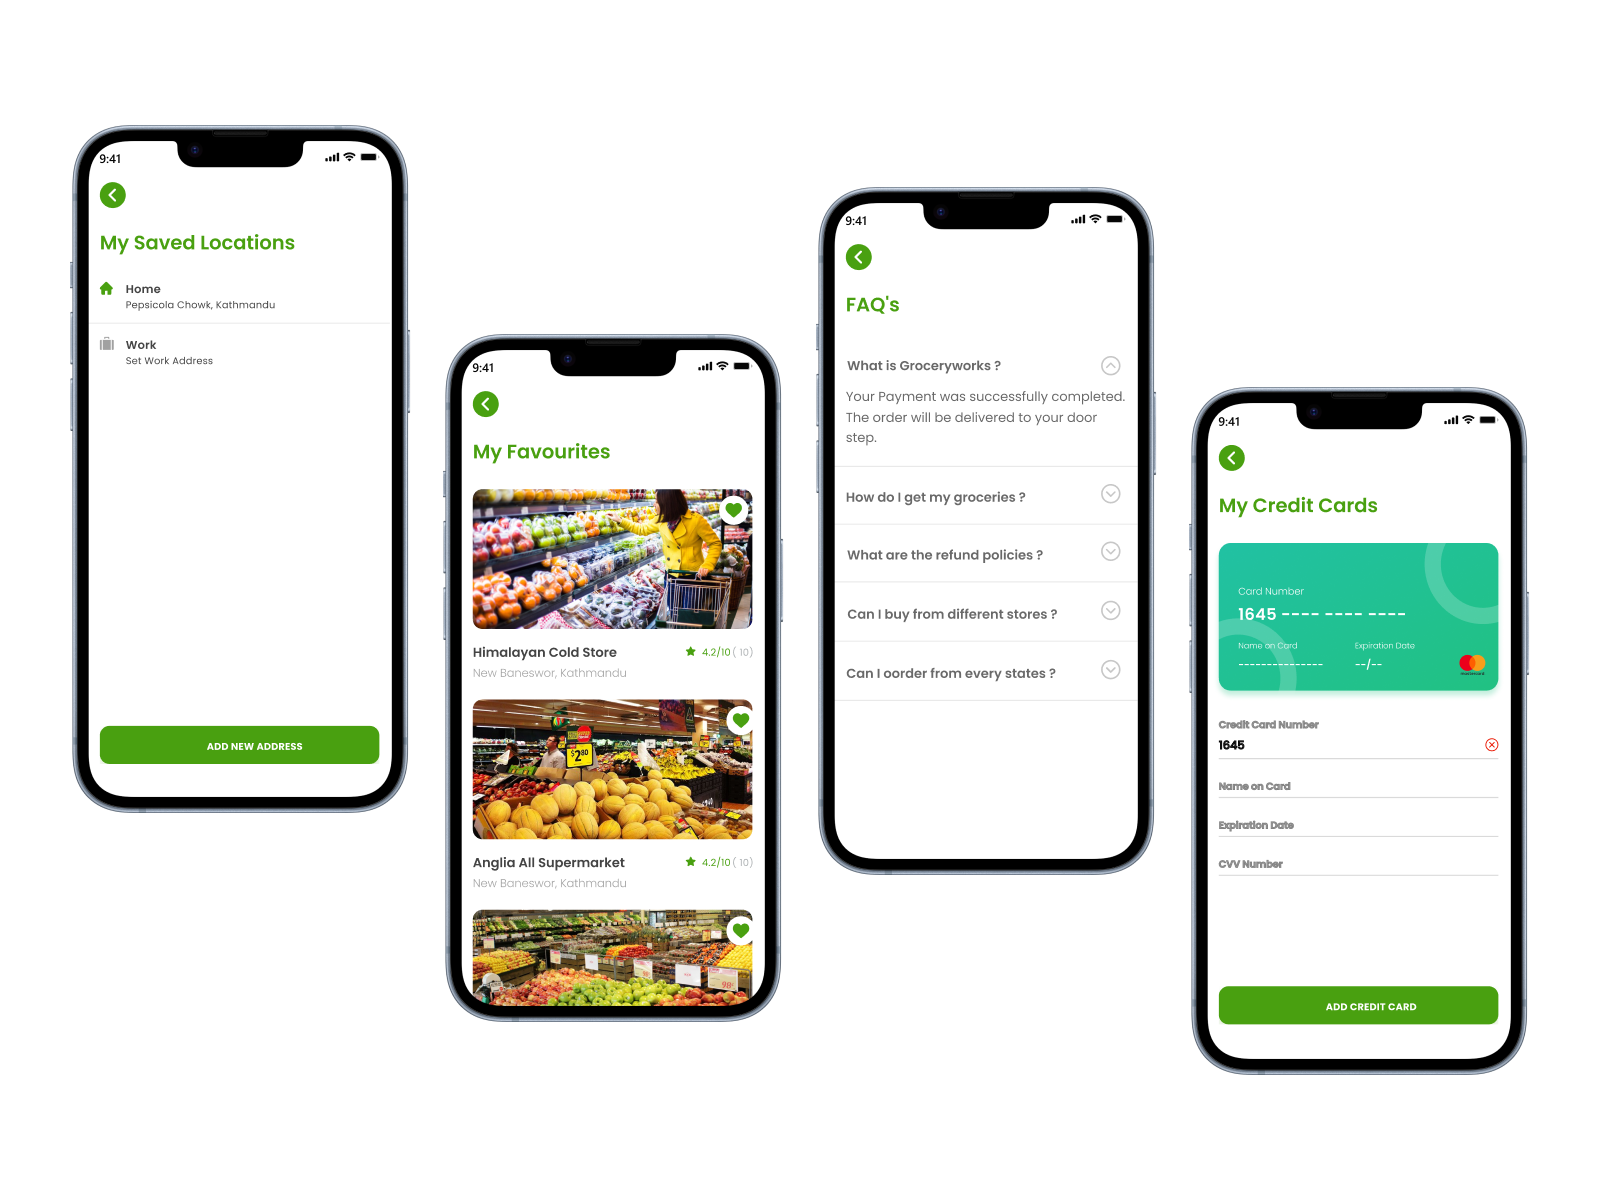 9:41
My Saved Locations
Home
Pepsicola Chowk, Kathmandu
Work
Set Work Address
ADD NEW ADDRESS
9:41
My Favourites
$2.80
Himalayan Cold Store
4.2/10 ( 10)
New Baneswor, Kathmandu
Anglia All Supermarket
4.2/10 ( 10)
New Baneswor, Kathmandu
9:41
FAQ's
What is Groceryworks ?
Your Payment was successfully completed.
The order will be delivered to your door
step.
How do I get my groceries ?
What are the refund policies ?
Can I buy from different stores ?
Can I oorder from every states ?
9:41
My Credit Cards
Card Number
1645 ---- ---- ----
Name on Card Expiration Date
--------------- --/--
mastercard
Credit Card Number
1645
Name on Card
Expiration Date
CVV Number
ADD CREDIT CARD